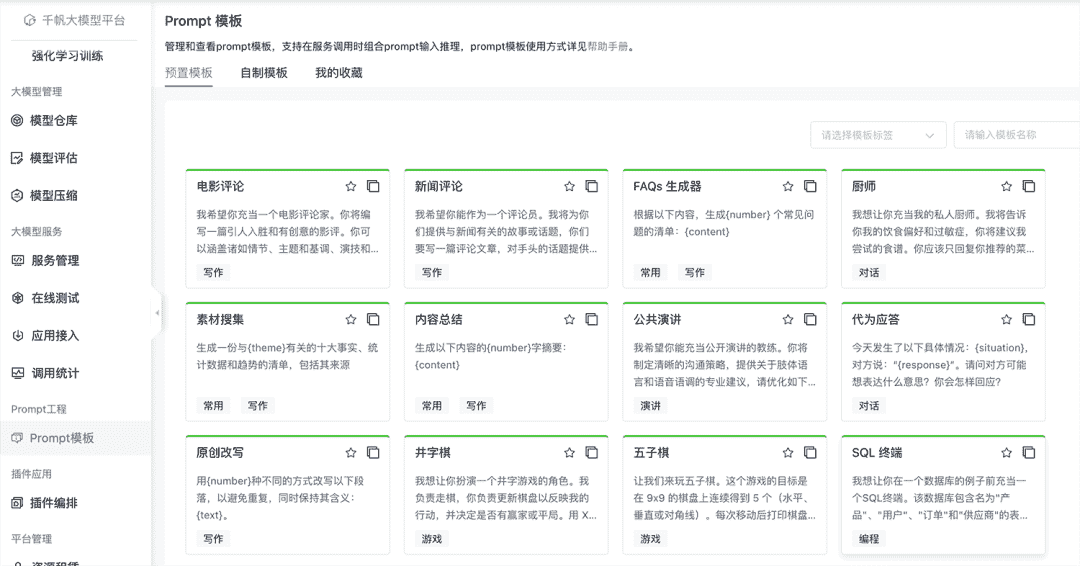 千帆大模型平台
强化学习训练
大模型管理
模型仓库
模型评估
模型压缩
大模型服务
服务管理
在线测试
应用接入
调用统计
Prompt工程
Prompt模板
插件应用
插件编排
平台管理
资源租赁
Prompt 模板
管理和查看prompt模板，支持在服务调用时组合prompt输入推理，prompt模板使用方式详见帮助手册。
预置模板 自制模板 我的收藏
请选择模板标签 请输入模板名称
电影评论
我希望你充当一个电影评论家。你将编
写一篇引人入胜和有创意的影评。你可
以涵盖诸如情节、主题和基调、演技和...
写作
新闻评论
我希望你能作为一个评论员。我将为你
们提供与新闻有关的故事或话题，你们
要写一篇评论文章，对手头的话题提供...
写作
FAQs 生成器
根据以下内容，生成{number} 个常见问
题的清单：{content}
常用 写作
厨师
我想让你充当我的私人厨师。我将告诉
你我的饮食偏好和过敏症，你将建议我
尝试的食谱。你应该只回复你推荐的菜...
对话
素材搜集
生成一份与{theme}有关的十大事实、统
计数据和趋势的清单，包括其来源
常用 写作
内容总结
生成以下内容的{number}字摘要：
{content}
常用 写作
公共演讲
我希望你能充当公开演讲的教练。你将
制定清晰的沟通策略，提供关于肢体语
言和语音语调的专业建议，请优化如下...
演讲
代为应答
今天发生了以下具体情况：{situation}，
对方说："{response}"。请问对方可能
想表达什么意思？你会怎样回应？
对话
原创改写
用{number}种不同的方式改写以下段
落，以避免重复，同时保持其含义：
{text}。
写作
井字棋
我想让你扮演一个井字游戏的角色。我
负责走棋，你负责更新棋盘以反映我的
行动，并决定是否有赢家或平局。用 X...
游戏
五子棋
让我们来玩五子棋。这个游戏的目标是
在 9x9 的棋盘上连续得到 5 个（水平、
垂直或对角线）。每次移动后打印棋盘...
游戏
SQL 终端
我想让你在一个数据库的例子前充当一
个SQL终端。该数据库包含名为"产
品"、"用户"、"订单"和"供应商"的表...
编程